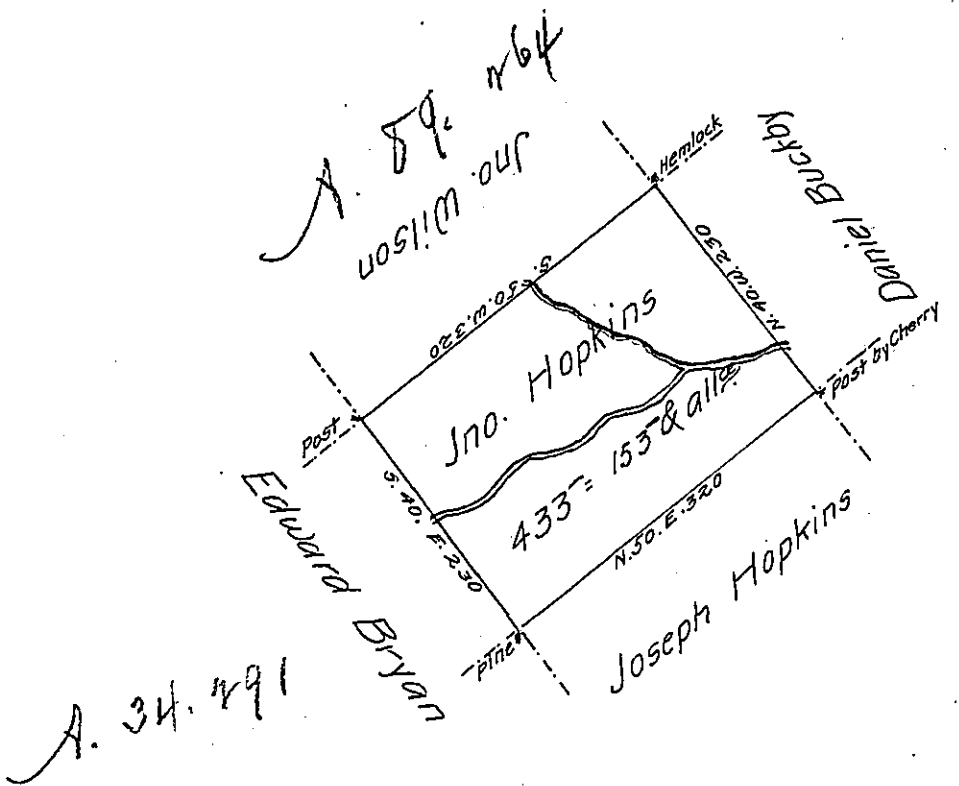 A. 89. 264
Jno. Wilson
Hemlock
Daniel Buckby
S. 50. W. 320
N. 40. W. 230
Jno. Hopkins
Post
Post by Cherry
433 = 153 & alle.
S. 40. E. 230
N. 50. E. 320
Edward Bryan
Joseph Hopkins
pine
A. 34. 291